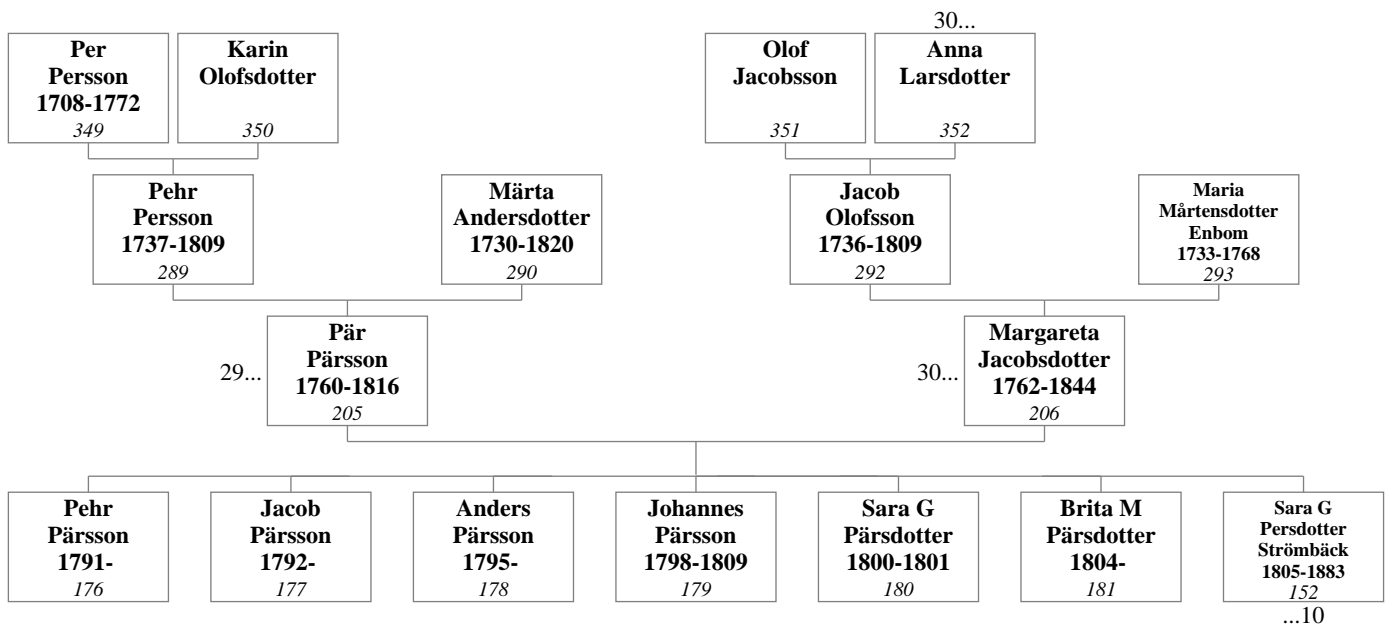 30...
Per
Persson
1708-1772
349
Karin
Olofsdotter
350
Olof
Jacobsson
351
Anna
Larsdotter
352
Pehr
Persson
1737-1809
289
Märta
Andersdotter
1730-1820
290
Jacob
Olofsson
1736-1809
292
Maria
Mårtensdotter
Enbom
1733-1768
293
29...
Pär
Pärsson
1760-1816
205
30...
Margareta
Jacobsdotter
1762-1844
206
Pehr
Pärsson
1791-
176
Jacob
Pärsson
1792-
177
Anders
Pärsson
1795-
178
Johannes
Pärsson
1798-1809
179
Sara G
Pärsdotter
1800-1801
180
Brita M
Pärsdotter
1804-
181
Sara G
Persdotter
Strömbäck
1805-1883
152
...10